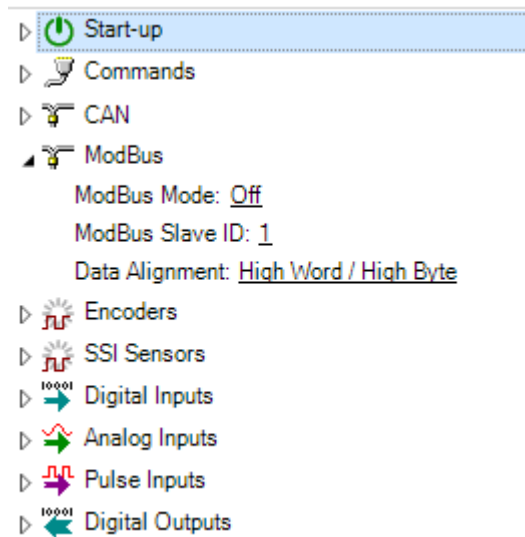 Start-up
Commands
CAN
ModBus
ModBus Mode: Off
ModBus Slave ID: 1
Data Alignment: High Word / High Byte
Encoders
SSI Sensors
Digital Inputs
Analog Inputs
Pulse Inputs
Digital Outputs